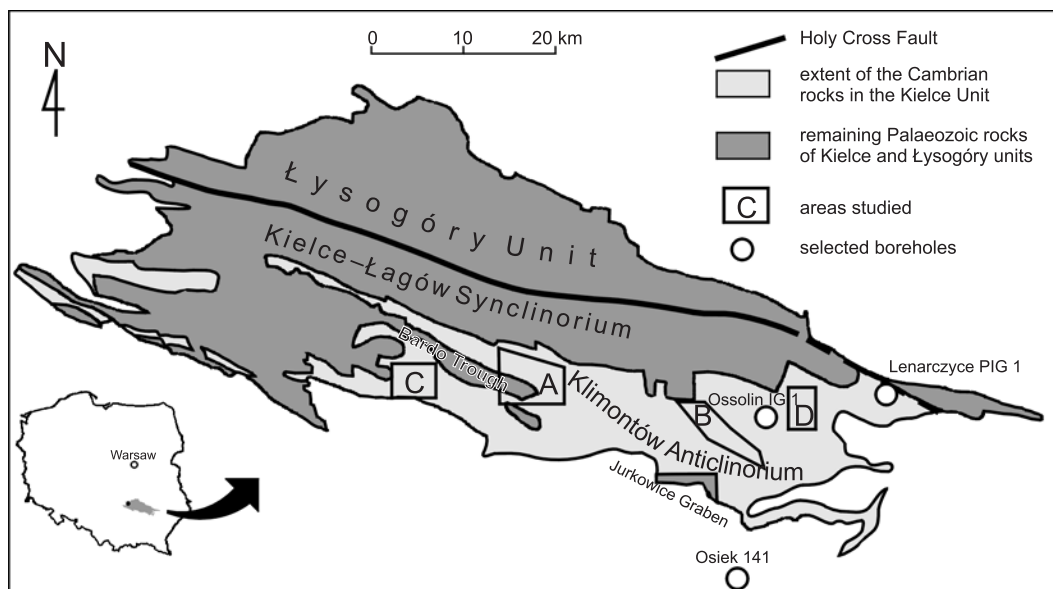 N
0 10 20 km
Holy Cross Fault
extent of the Cambrian
rocks in the Kielce Unit
remaining Palaeozoic rocks
of Kielce and Łysogóry units
C
areas studied
selected boreholes
Łysogóry Unit
Kielce–Łagów Synclinorium
Bardo Trough
C
A
Klimontów Anticlinorium
B
Ossolin IG 1
D
Lenarczyce PIG 1
Jurkowice Graben
Osiek 141
Warsaw